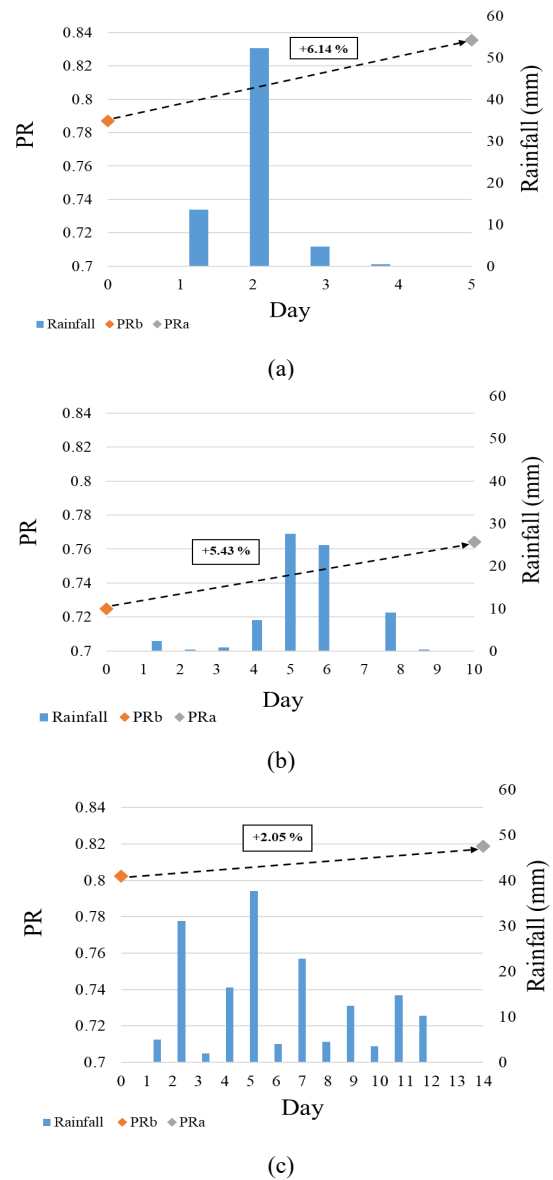 0.84
0.82
0.8
0.78
0.76
0.74
0.72
0.7
PR
+6.14 %
60
50
40
30
20
10
0
Rainfall (mm)
0 1 2 3 4 5
Day
Rainfall PRb PRa
(a)
0.84
0.82
0.8
0.78
0.76
0.74
0.72
0.7
PR
+5.43 %
60
50
40
30
20
10
0
Rainfall (mm)
0 1 2 3 4 5 6 7 8 9 10
Day
Rainfall PRb PRa
(b)
0.84
0.82
0.8
0.78
0.76
0.74
0.72
0.7
PR
+2.05 %
60
50
40
30
20
10
0
Rainfall (mm)
0 1 2 3 4 5 6 7 8 9 10 11 12 13 14
Day
Rainfall PRb PRa
(c)